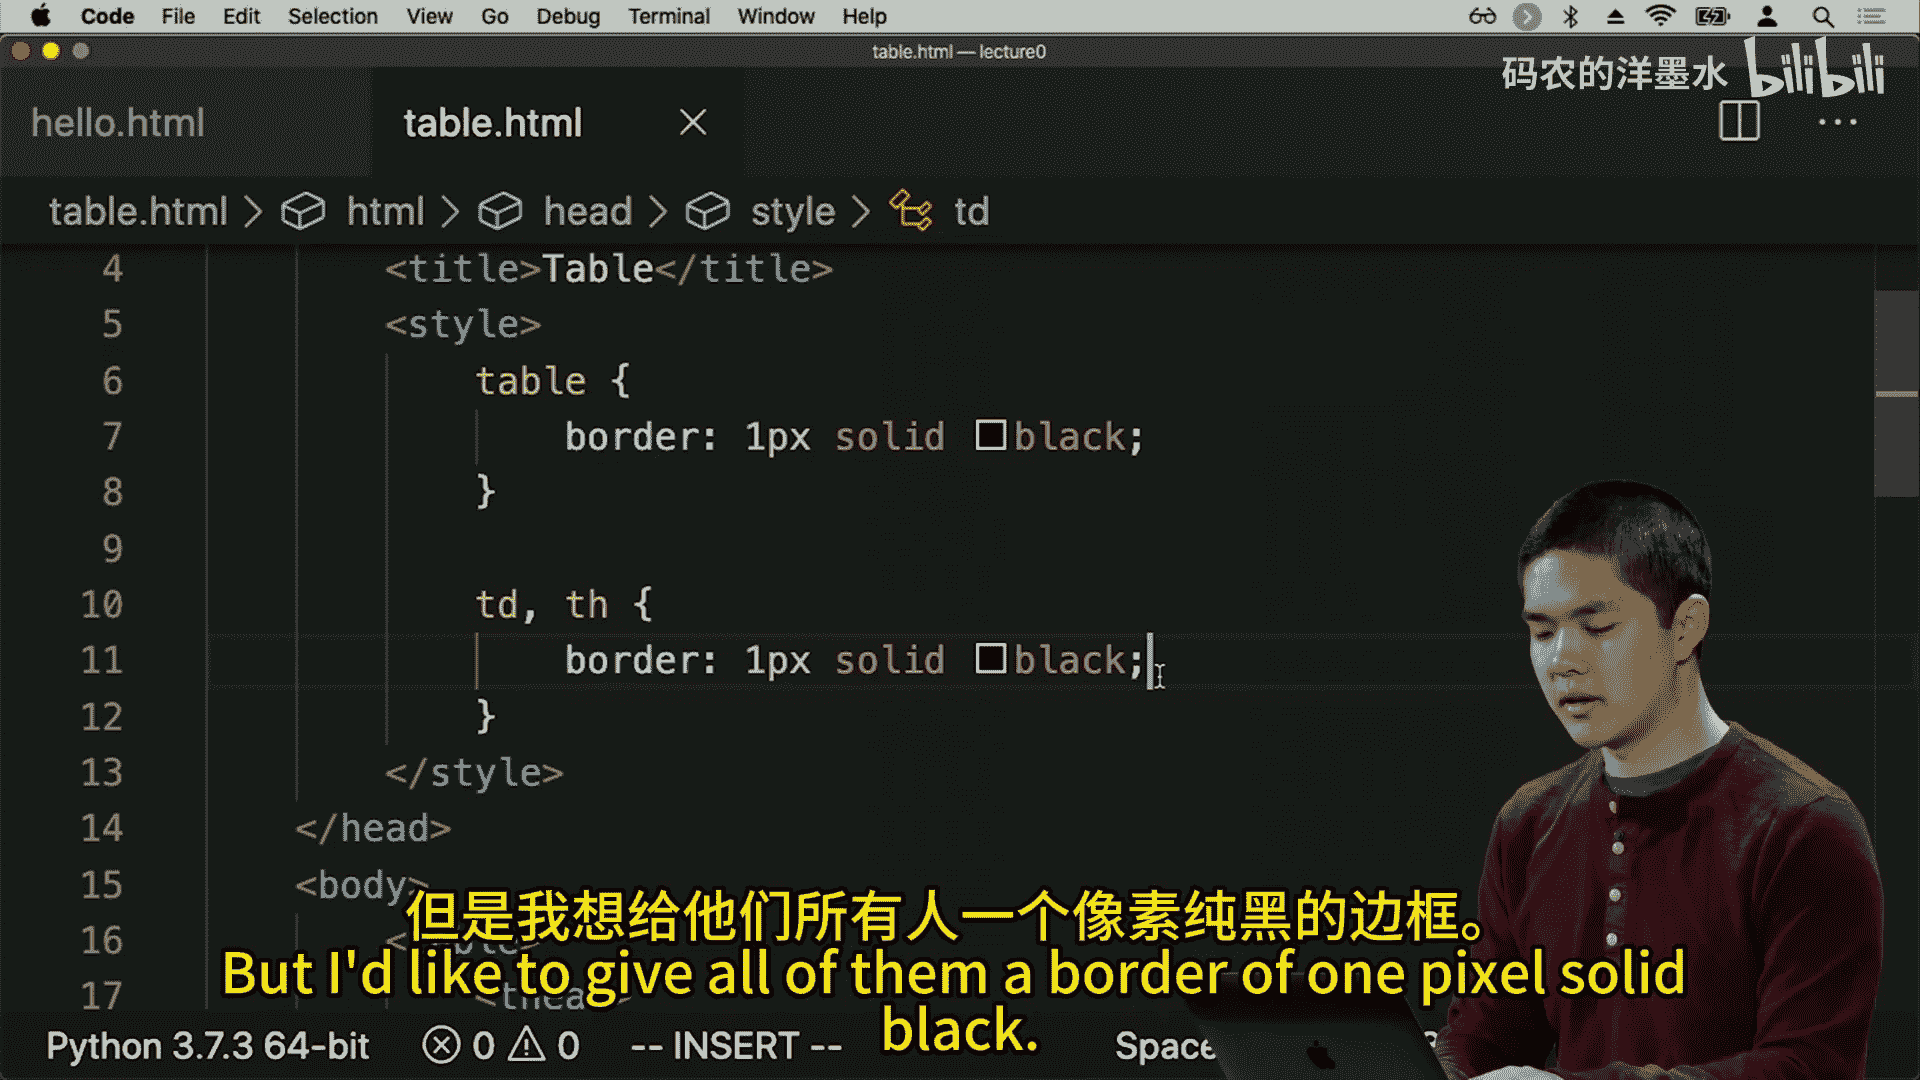 Code File Edit Selection View Go Debug Terminal Window Help
table.html — lecture0
码农的洋墨水 bilibili
hello.html table.html
table.html > html > head > style > td
4 <title>Table</title>
5 <style>
6 table {
7 border: 1px solid black;
8 }
9
10 td, th {
11 border: 1px solid black;
12 }
13 </style>
14 </head>
15 <body>
16
17
但是我想给他们所有人一个像素纯黑的边框。
But I'd like to give all of them a border of one pixel solid
black.
Python 3.7.3 64-bit 0 0 -- INSERT --